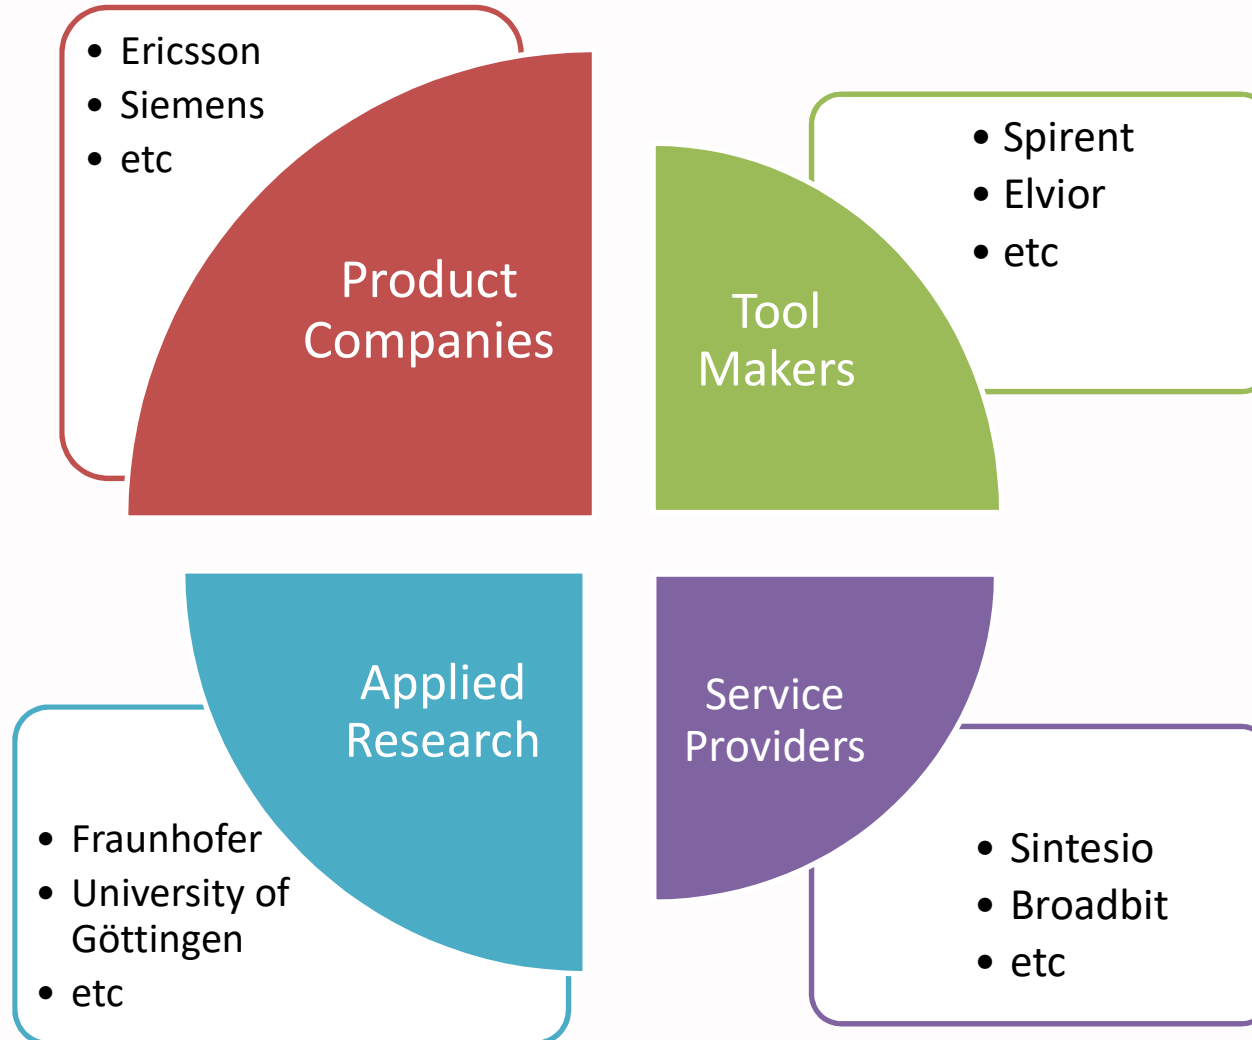 • Ericsson
• Siemens
• etc
Product
Companies
• Spirent
• Elvior
• etc
Tool
Makers
Applied
Research
• Fraunhofer
• University of
Göttingen
• etc
Service
Providers
• Sintesio
• Broadbit
• etc